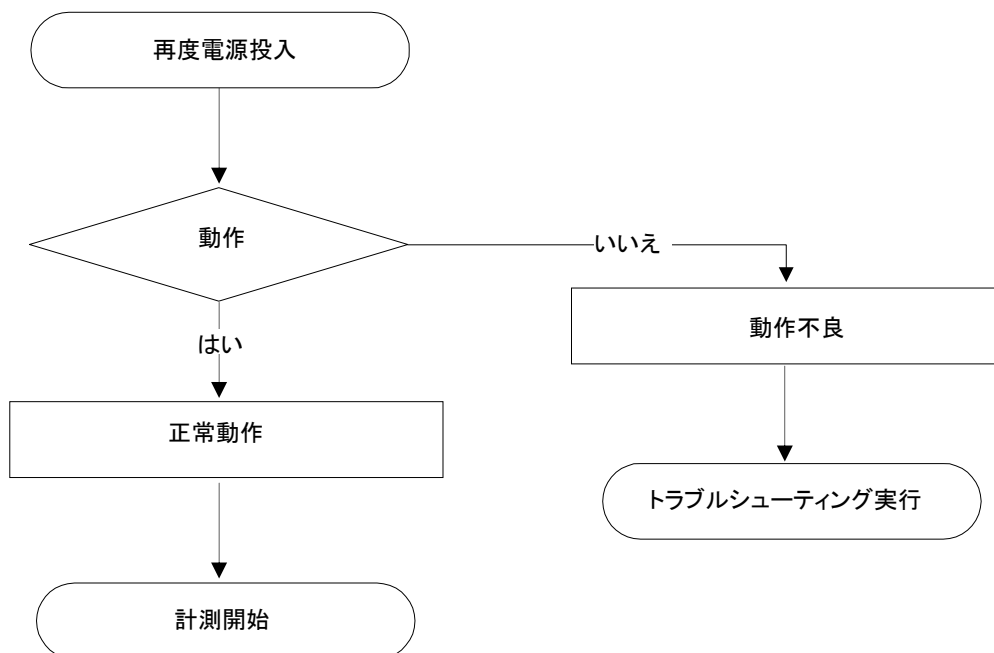 再度電源投入
動作
いいえ
動作不良
はい
正常動作
トラブルシューティング実行
計測開始